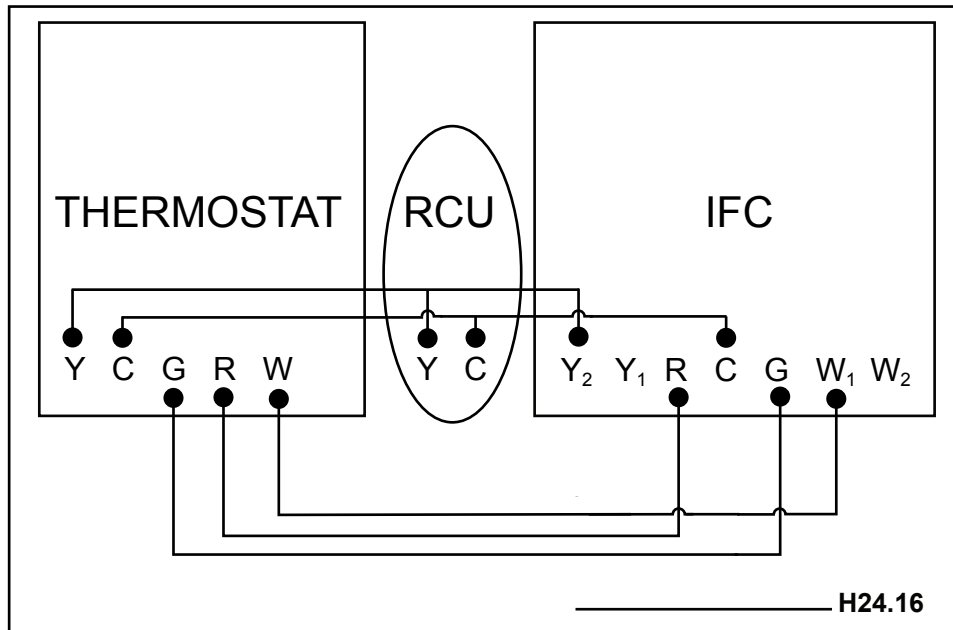 THERMOSTAT RCU IFC
Y C G R W Y C Y₂ Y₁ R C G W₁ W₂
H24.16